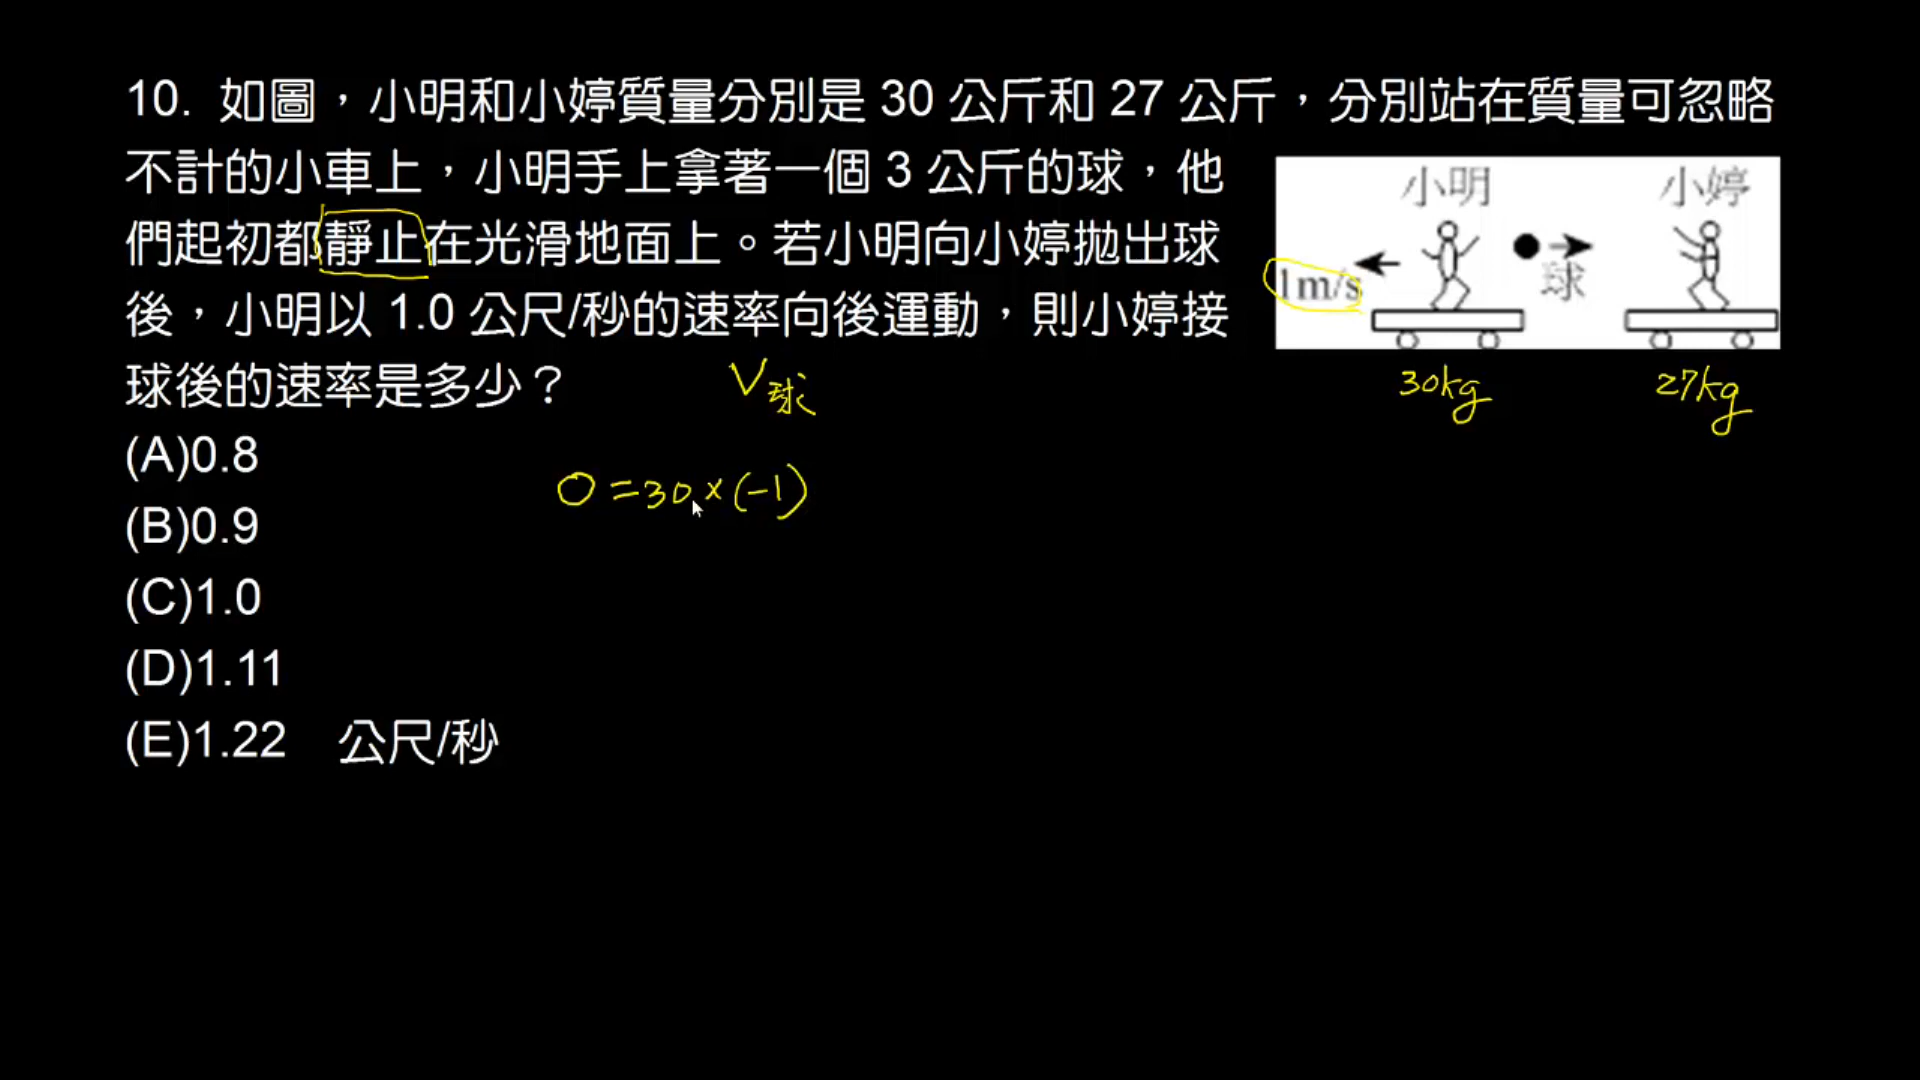 10. 如圖，小明和小婷質量分別是 30 公斤和 27 公斤，分別站在質量可忽略
不計的小車上，小明手上拿著一個 3 公斤的球，他
們起初都靜止在光滑地面上。若小明向小婷拋出球
後，小明以 1.0 公尺/秒的速率向後運動，則小婷接
球後的速率是多少？
小明 小婷
球
1m/s
30kg 27kg
V球
0=30×(-1)
(A)0.8
(B)0.9
(C)1.0
(D)1.11
(E)1.22 公尺/秒